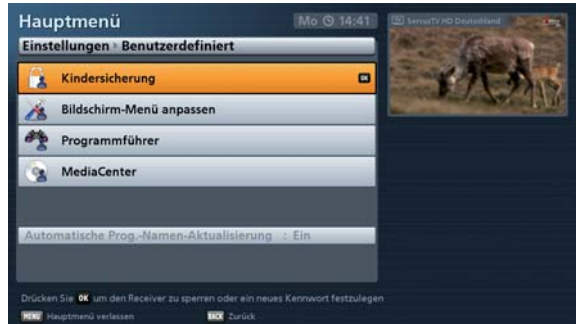 Hauptmenü
Mo 14:41
ServusTV HD Deutschland
Einstellungen Benutzerdefiniert
Kindersicherung OK
Bildschirm-Menü anpassen
Programmführer
MediaCenter
Automatische Prog.-Namen-Aktualisierung : Ein
Drücken Sie OK um den Receiver zu sperren oder ein neues Kennwort festzulegen
MENU Hauptmenü verlassen BACK Zurück